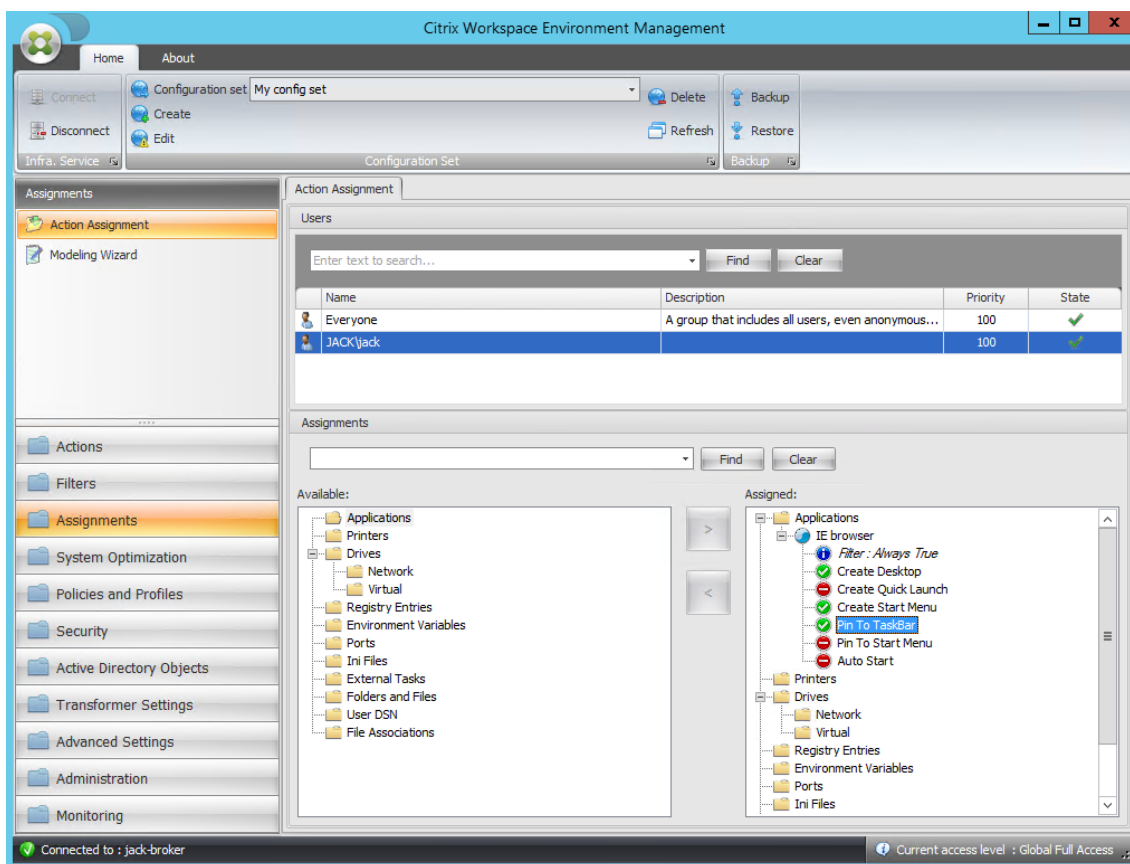 Citrix Workspace Environment Management
Home About
Connect
Disconnect
Infra. Service
Configuration set My config set
Create
Edit
Delete
Refresh
Configuration Set
Backup
Restore
Backup
Assignments
Action Assignment
Modeling Wizard
Actions
Filters
Assignments
System Optimization
Policies and Profiles
Security
Active Directory Objects
Transformer Settings
Advanced Settings
Administration
Monitoring
Action Assignment
Users
Enter text to search... Find Clear
Name Description Priority State
Everyone A group that includes all users, even anonymous... 100
JACK\jack 100
Assignments
Find Clear
Available:
Applications
Printers
Drives
Network
Virtual
Registry Entries
Environment Variables
Ports
Ini Files
External Tasks
Folders and Files
User DSN
File Associations
>
<
Assigned:
Applications
IE browser
Filter : Always True
Create Desktop
Create Quick Launch
Create Start Menu
Pin To TaskBar
Pin To Start Menu
Auto Start
Printers
Drives
Network
Virtual
Registry Entries
Environment Variables
Ports
Ini Files
Connected to : jack-broker
Current access level : Global Full Access